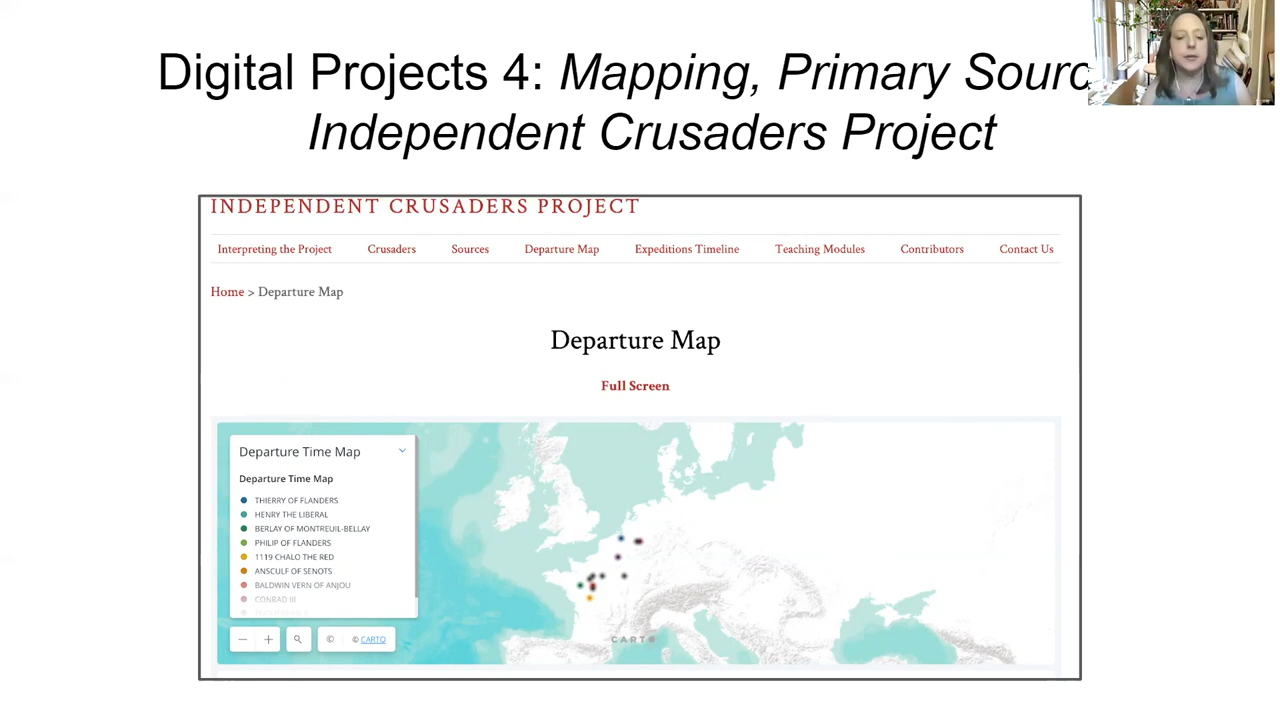 Digital Projects 4: Mapping, Primary
Independent Crusaders Project
INDEPENDENT CRUSADERS PROJECT
Interpreting the Project Crusaders Sources Departure Map Expeditions Timeline Teaching Modules Contributors Contact Us
Home > Departure Map
Departure Map
Full Screen
Departure Time Map
Departure Time Map
THIERRY OF FLANDERS
HENRY THE LIBERAL
BERLAY OF MONTREUIL-BELLAY
PHILIP OF FLANDERS
1119 CHALO THE RED
ANSCULF OF SENOTS
BALDWIN VERN OF ANJOU
CONRAD III
− + © © CARTO
CARTO